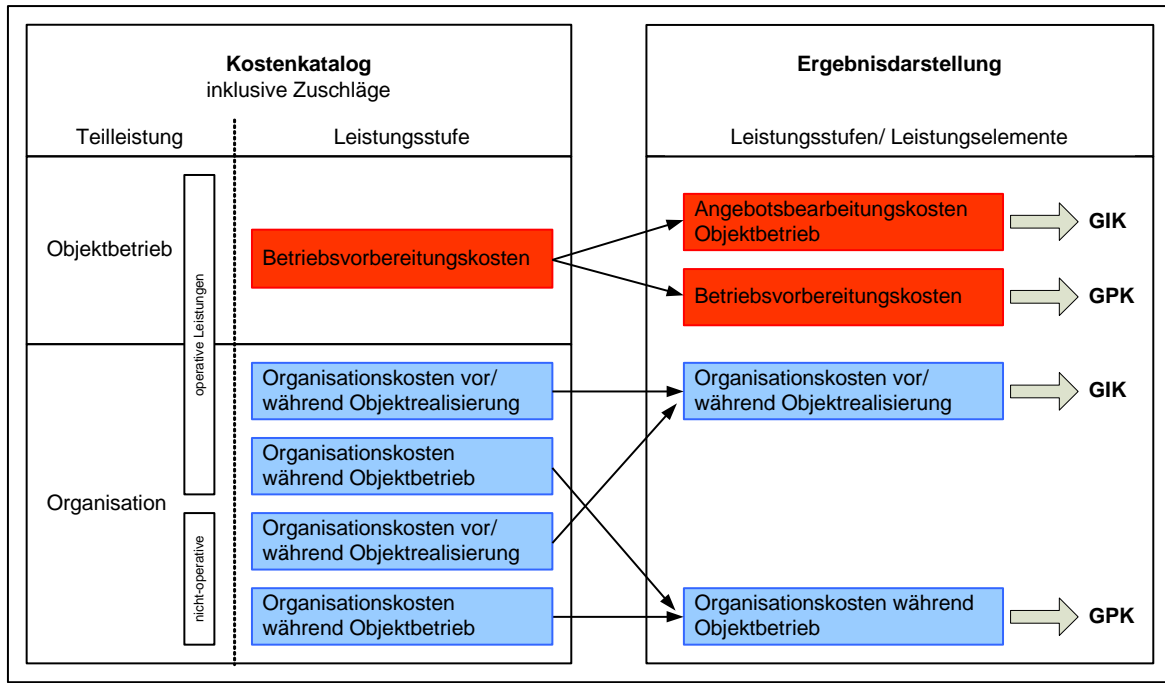 Kostenkatalog
inklusive Zuschläge
Teilleistung
Leistungsstufe
Objektbetrieb
operative Leistungen
Betriebsvorbereitungskosten
Organisation
nicht-operative
Organisationskosten vor/
während Objektrealisierung
Organisationskosten
während Objektbetrieb
Organisationskosten vor/
während Objektrealisierung
Organisationskosten
während Objektbetrieb
Ergebnisdarstellung
Leistungsstufen/ Leistungselemente
Angebotsbearbeitungskosten
Objektbetrieb
GIK
Betriebsvorbereitungskosten
GPK
Organisationskosten vor/
während Objektrealisierung
GIK
Organisationskosten während
Objektbetrieb
GPK